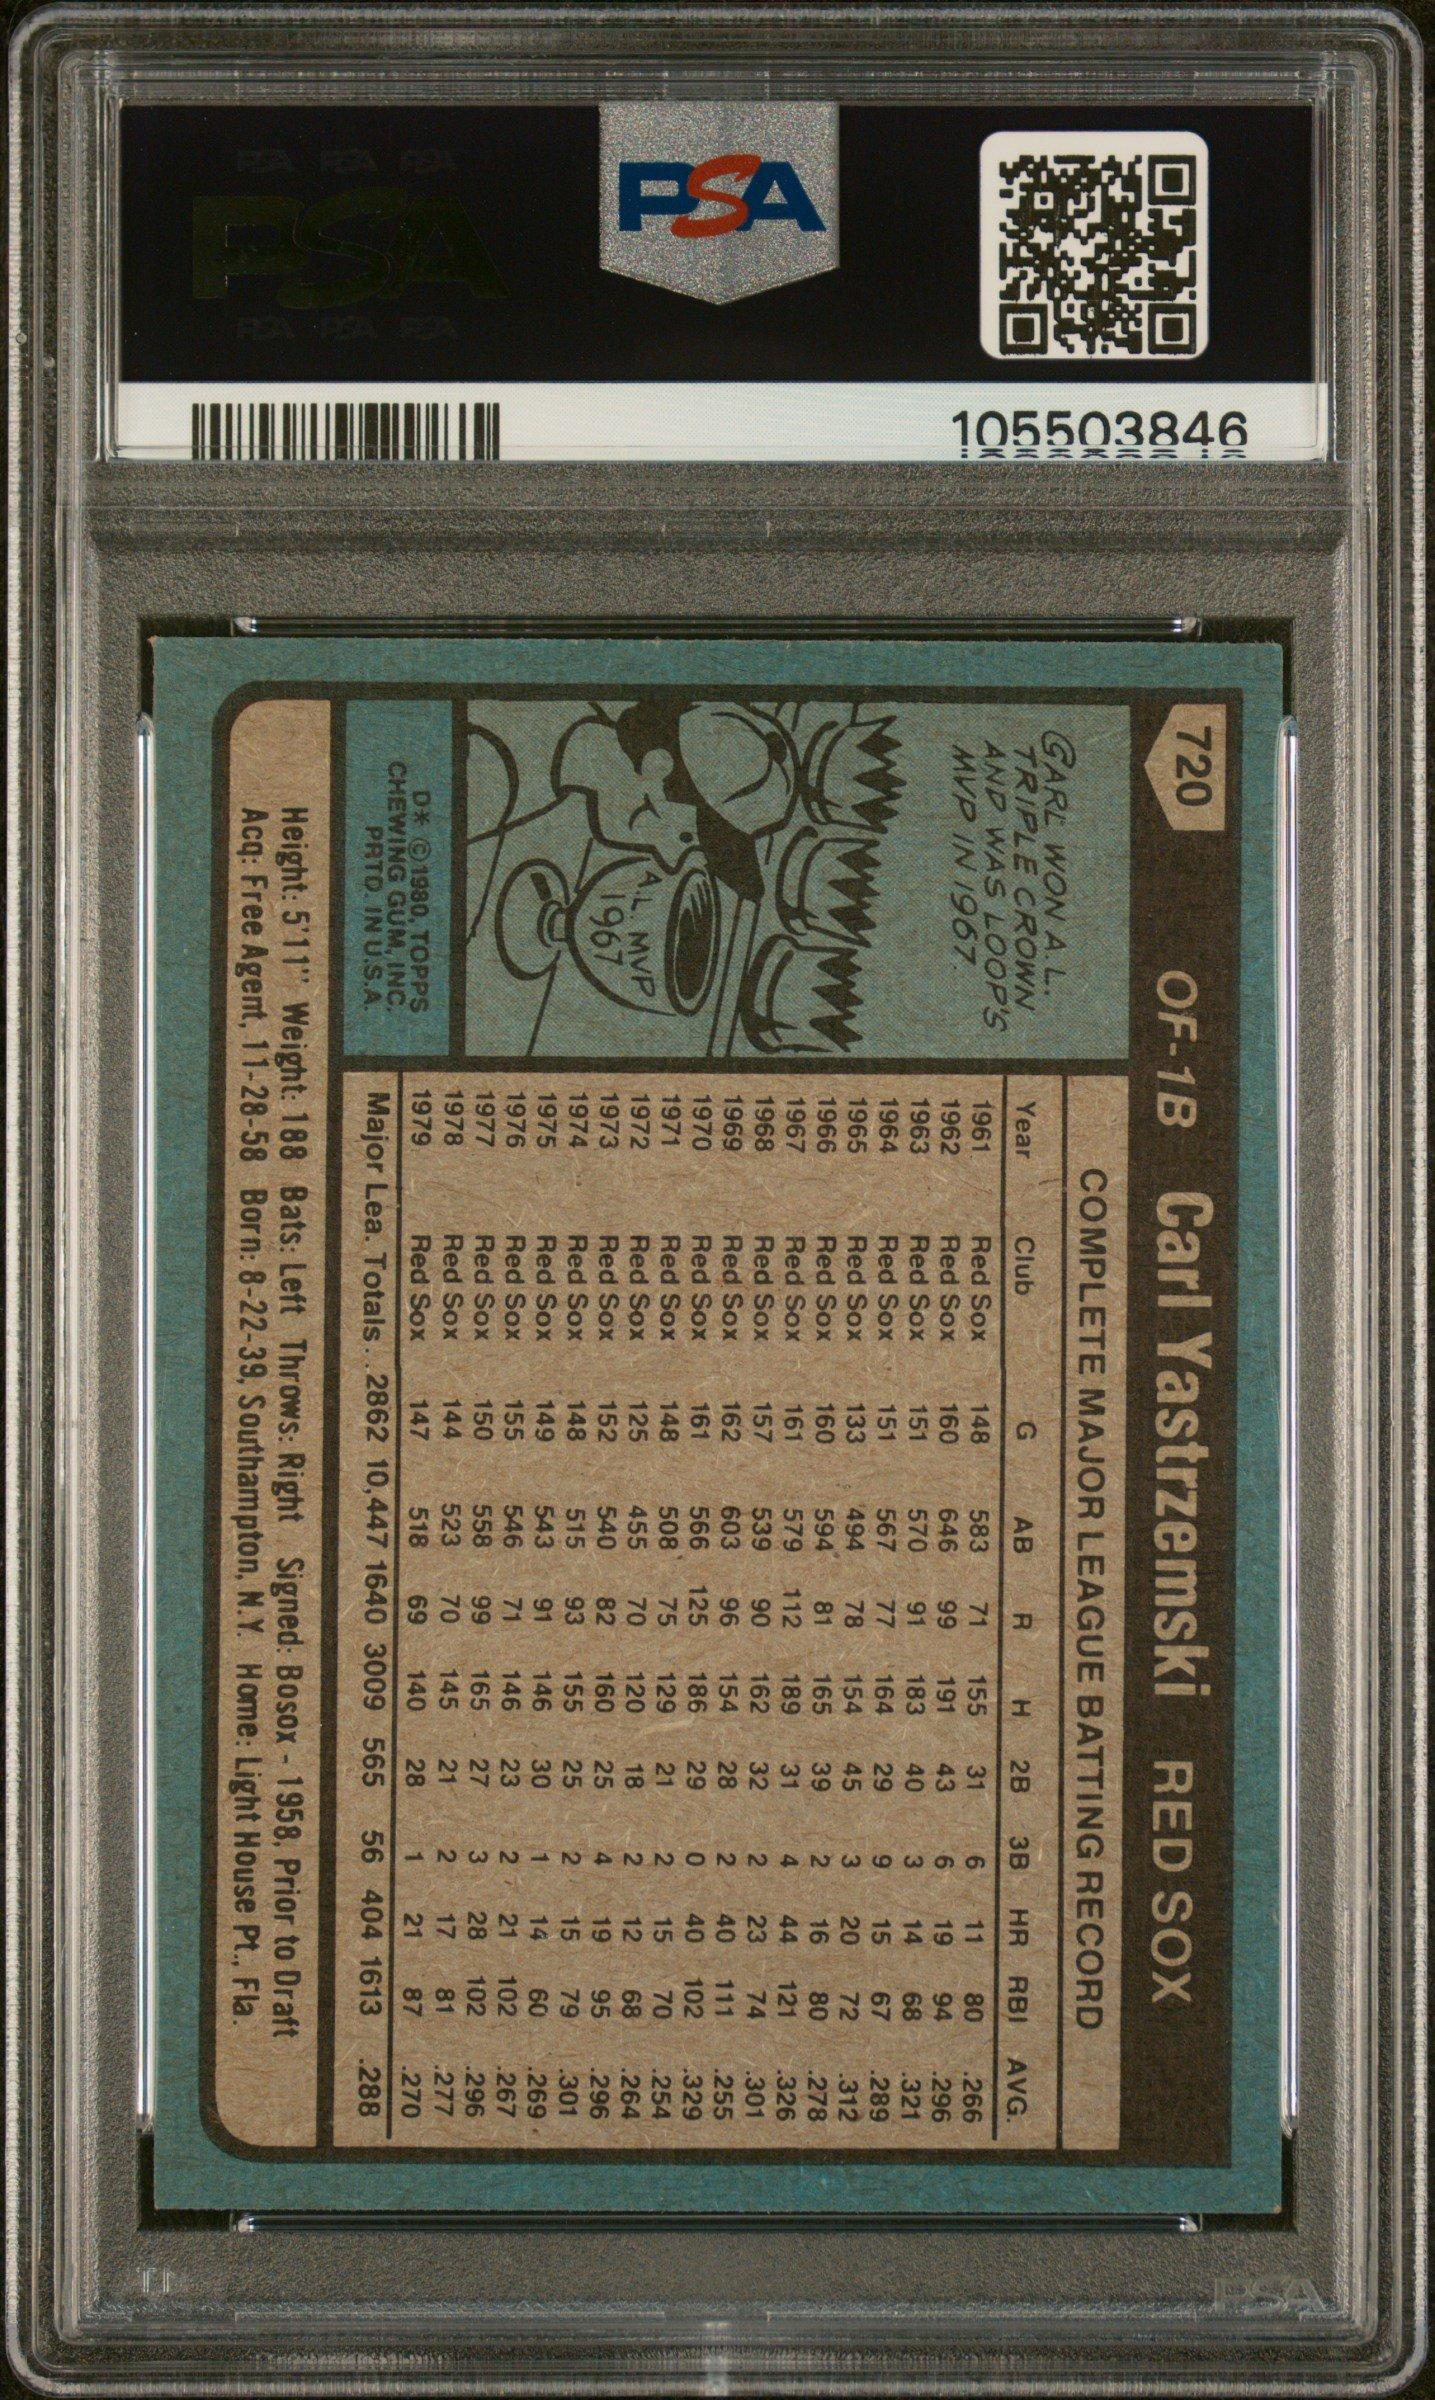 PSA PSA PSA
PSA
PSA PSA PSA
PSA
105503846
720
OF-1B Carl Yastrzemski RED SOX
CARL WON A.L.
TRIPLE CROWN
AND WAS LOOP'S
MVP IN 1967.
A.L. MVP
1967
D* © 1980, TOPPS
CHEWING GUM, INC.
PRTD. IN U.S.A.
COMPLETE MAJOR LEAGUE BATTING RECORD
Year Club G AB R H 2B 3B HR RBI AVG.
1961 Red Sox 148 583 71 155 31 6 11 80 .266
1962 Red Sox 160 646 99 191 43 6 19 94 .296
1963 Red Sox 151 570 91 183 40 3 14 68 .321
1964 Red Sox 151 567 77 164 29 9 15 67 .289
1965 Red Sox 133 494 78 154 45 3 20 72 .312
1966 Red Sox 160 594 81 165 39 2 16 80 .278
1967 Red Sox 161 579 112 189 31 4 44 121 .326
1968 Red Sox 157 539 90 162 32 2 23 74 .301
1969 Red Sox 162 603 96 154 28 2 40 111 .255
1970 Red Sox 161 566 125 186 29 0 40 102 .329
1971 Red Sox 148 508 75 129 21 2 15 70 .254
1972 Red Sox 125 455 70 120 18 2 12 68 .264
1973 Red Sox 152 540 82 160 25 4 19 95 .296
1974 Red Sox 148 515 93 155 25 2 15 79 .301
1975 Red Sox 149 543 91 146 30 1 14 60 .269
1976 Red Sox 155 546 71 146 23 2 21 102 .267
1977 Red Sox 150 558 99 165 27 3 28 102 .296
1978 Red Sox 144 523 70 145 21 2 17 81 .277
1979 Red Sox 147 518 69 140 28 1 21 87 .270
Major Lea. Totals. . .2862 10,447 1640 3009 565 56 404 1613 .288
Height: 5'11" Weight: 188 Bats: Left Throws: Right Signed: Bosox - 1958, Prior to Draft
Acq: Free Agent, 11-28-58 Born: 8-22-39, Southampton, N.Y. Home: Light House Pt., Fla.
PSA